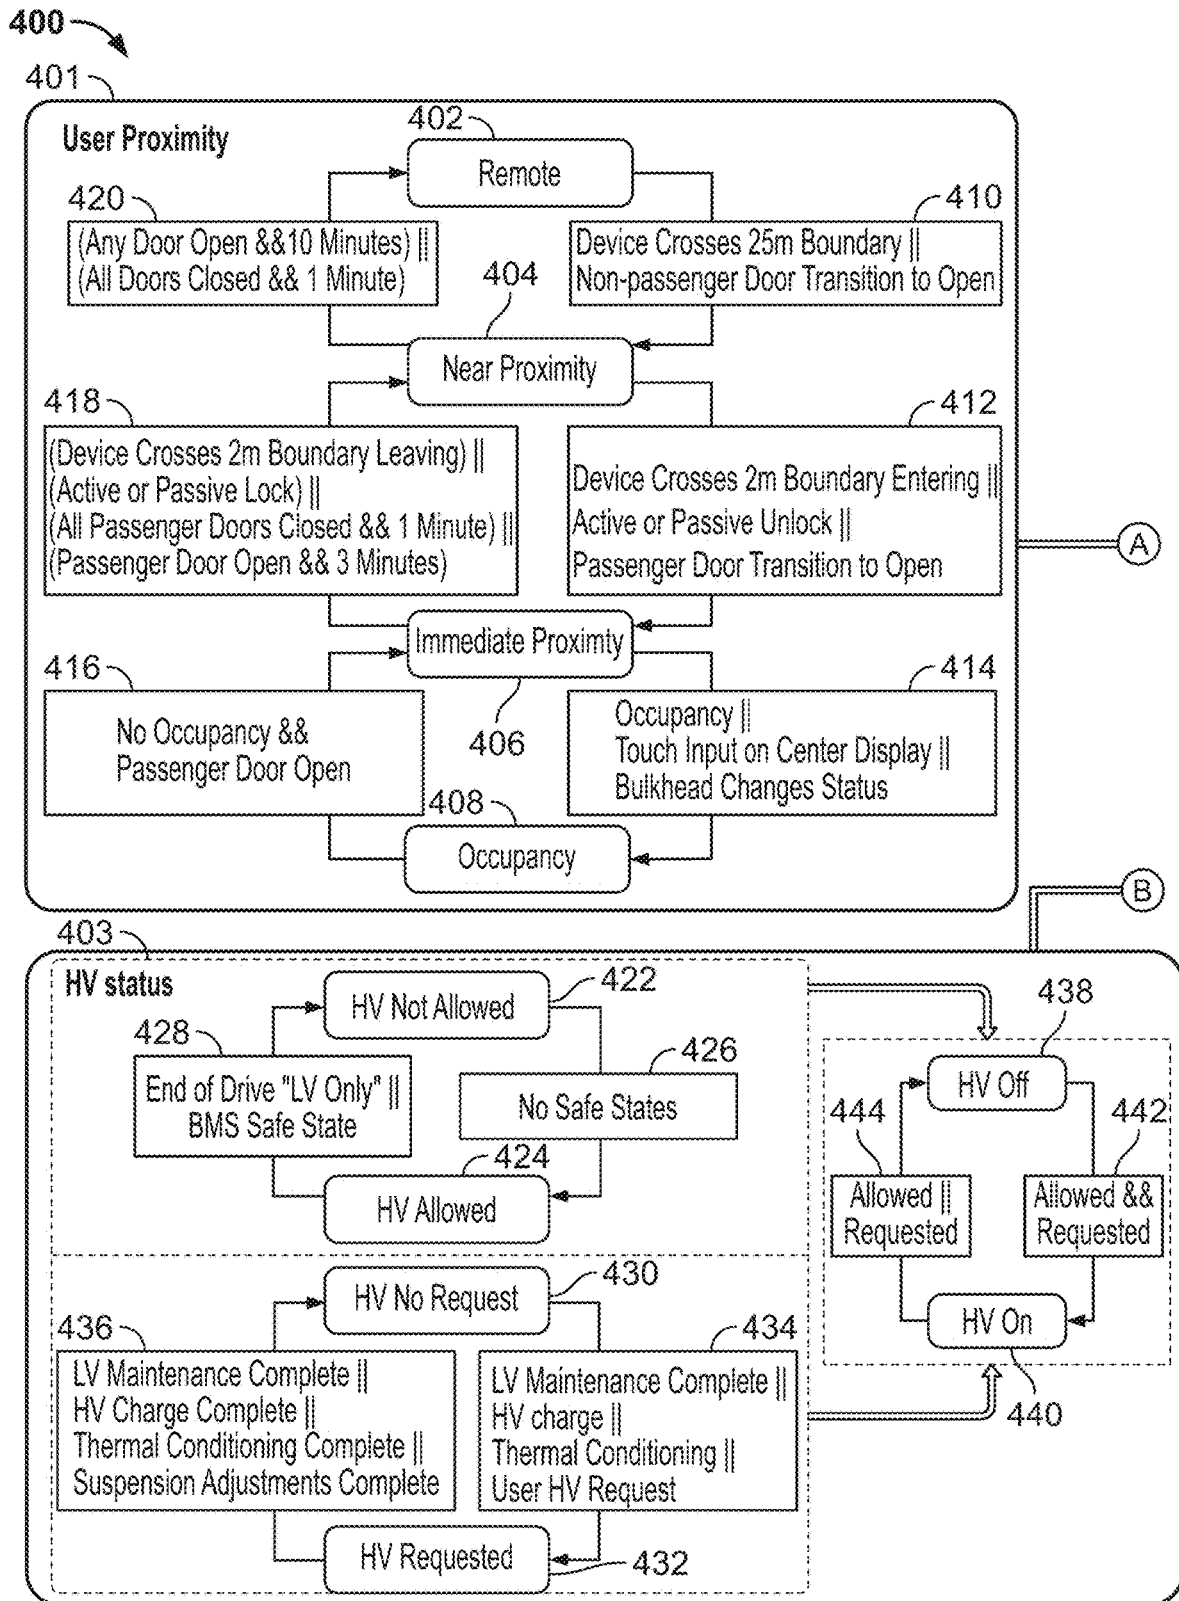 400
401
User Proximity
402
Remote
420
(Any Door Open &&10 Minutes) ||
(All Doors Closed && 1 Minute)
410
Device Crosses 25m Boundary ||
Non-passenger Door Transition to Open
404
Near Proximity
418
(Device Crosses 2m Boundary Leaving) ||
(Active or Passive Lock) ||
(All Passenger Doors Closed && 1 Minute) ||
(Passenger Door Open && 3 Minutes)
412
Device Crosses 2m Boundary Entering ||
Active or Passive Unlock ||
Passenger Door Transition to Open
A
Immediate Proximty
406
416
No Occupancy &&
Passenger Door Open
414
Occupancy ||
Touch Input on Center Display ||
Bulkhead Changes Status
408
Occupancy
B
403
HV status
HV Not Allowed
422
428
End of Drive "LV Only" ||
BMS Safe State
426
No Safe States
424
HV Allowed
438
HV Off
444
Allowed ||
Requested
442
Allowed &&
Requested
HV On
440
HV No Request
430
436
LV Maintenance Complete ||
HV Charge Complete ||
Thermal Conditioning Complete ||
Suspension Adjustments Complete
434
LV Maintenance Complete ||
HV charge ||
Thermal Conditioning ||
User HV Request
HV Requested
432